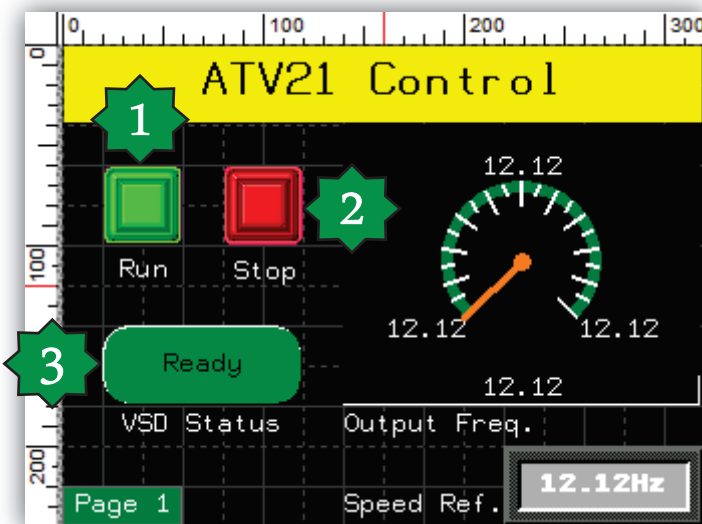 0 100 200 300
0
100
200
ATV21 Control
1
2
3
Run
Stop
Ready
VSD Status
12.12
12.12
12.12
12.12
Output Freq.
Speed Ref.
12.12Hz
Page 1